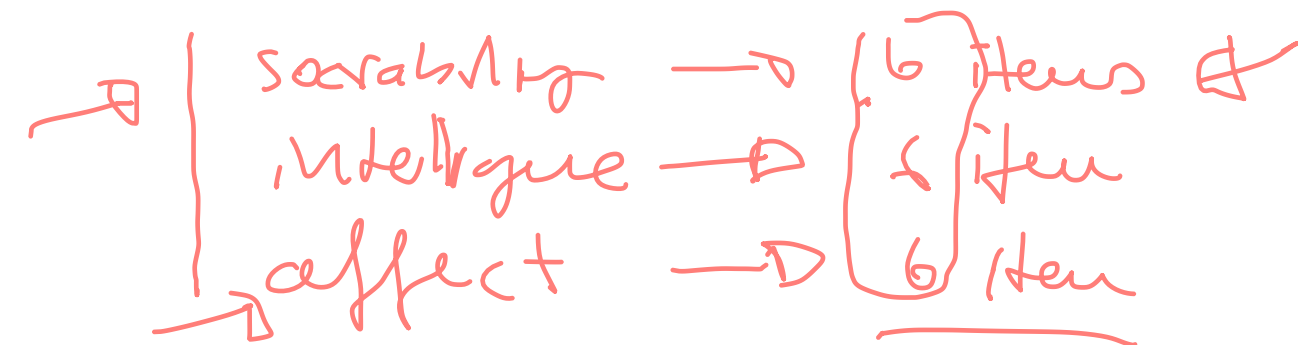 sociability → 6 items
intelligence → 6 item
affect → 6 item